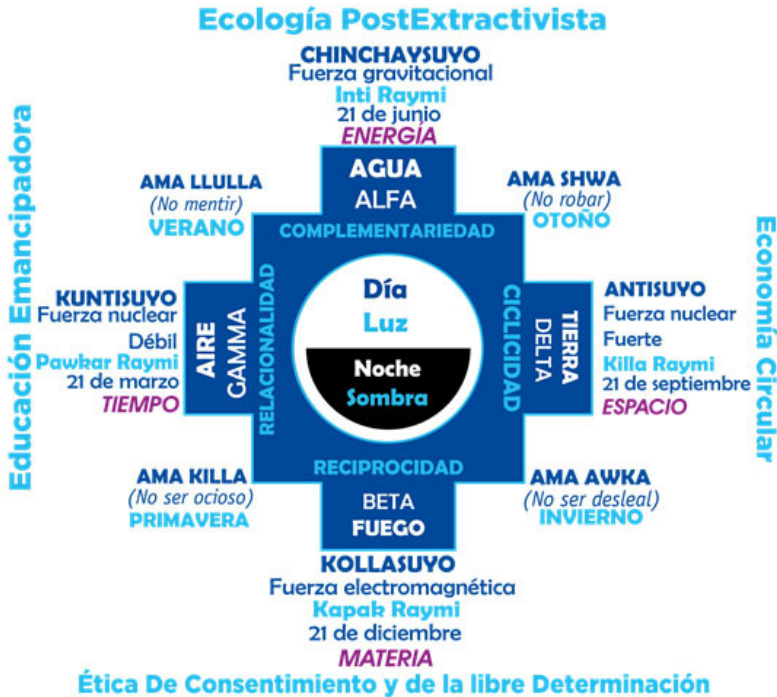 Ecología PostExtractivista
CHINCHAYSUYO
Fuerza gravitacional
Inti Raymi
21 de junio
ENERGÍA
AGUA
ALFA
COMPLEMENTARIEDAD
AMA LLULLA
(No mentir)
VERANO
AMA SHWA
(No robar)
OTOÑO
Educación Emancipadora
KUNTISUYO
Fuerza nuclear
Débil
Pawkar Raymi
21 de marzo
TIEMPO
AIRE
GAMMA
RELACIONALIDAD
Día
Luz
Noche
Sombra
CICLICIDAD
TIERRA
DELTA
ANTISUYO
Fuerza nuclear
Fuerte
Killa Raymi
21 de septiembre
ESPACIO
Economía Circular
AMA KILLA
(No ser ocioso)
PRIMAVERA
RECIPROCIDAD
BETA
FUEGO
AMA AWKA
(No ser desleal)
INVIERNO
KOLLASUYO
Fuerza electromagnética
Kapak Raymi
21 de diciembre
MATERIA
Ética De Consentimiento y de la libre Determinación